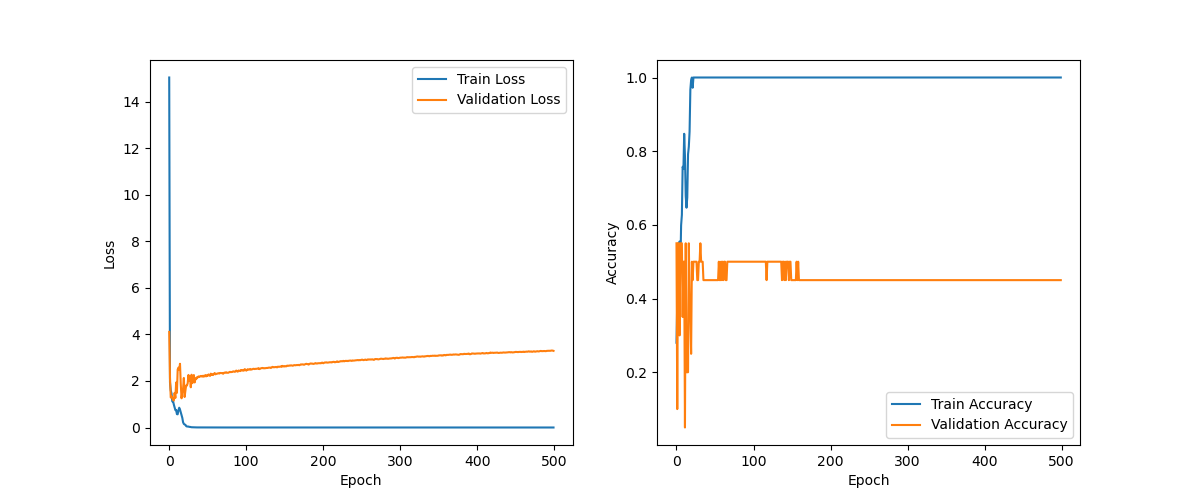 Train Loss
Validation Loss
14
12
10
8
6
4
2
0
0 100 200 300 400 500
Epoch
Loss
1.0
0.8
0.6
0.4
0.2
Train Accuracy
Validation Accuracy
0 100 200 300 400 500
Epoch
Accuracy